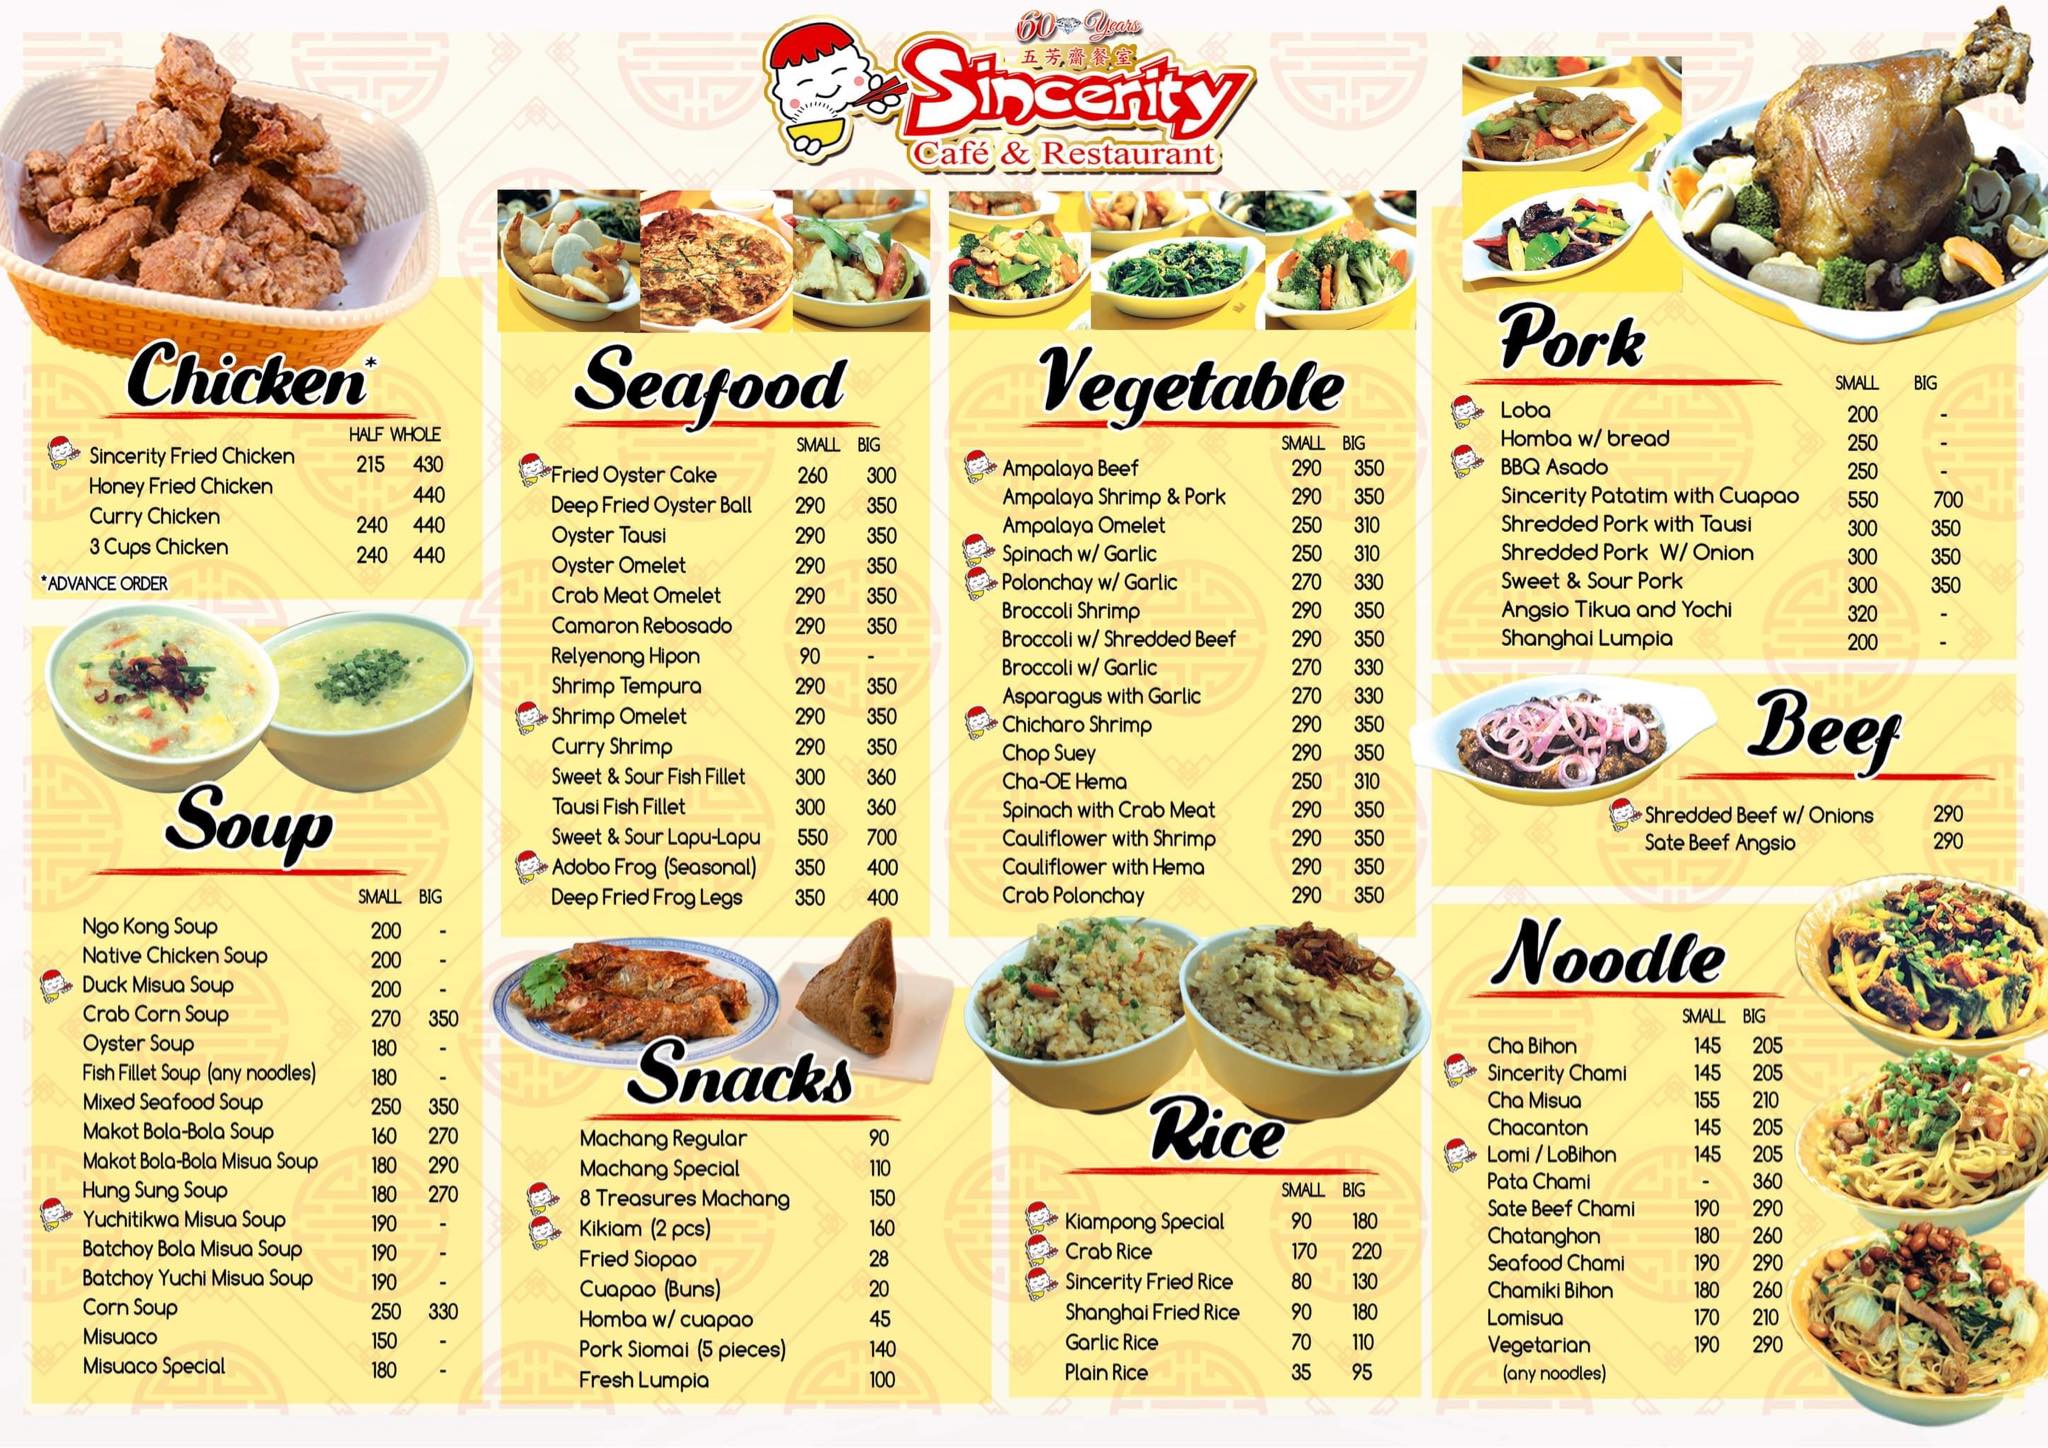 60 Years
五芳齋餐室
Sincerity
Café & Restaurant
Chicken*
HALF WHOLE
Sincerity Fried Chicken 215 430
Honey Fried Chicken 440
Curry Chicken 240 440
3 Cups Chicken 240 440
*ADVANCE ORDER
Soup
SMALL BIG
Ngo Kong Soup 200 -
Native Chicken Soup 200 -
Duck Misua Soup 200 -
Crab Corn Soup 270 350
Oyster Soup 180 -
Fish Fillet Soup (any noodles) 180 -
Mixed Seafood Soup 250 350
Makot Bola-Bola Soup 160 270
Makot Bola-Bola Misua Soup 180 290
Hung Sung Soup 180 270
Yuchitikwa Misua Soup 190 -
Batchoy Bola Misua Soup 190 -
Batchoy Yuchi Misua Soup 190 -
Corn Soup 250 330
Misuaco 150 -
Misuaco Special 180 -
Seafood
SMALL BIG
Fried Oyster Cake 260 300
Deep Fried Oyster Ball 290 350
Oyster Tausi 290 350
Oyster Omelet 290 350
Crab Meat Omelet 290 350
Camaron Rebosado 290 350
Relyenong Hipon 90 -
Shrimp Tempura 290 350
Shrimp Omelet 290 350
Curry Shrimp 290 350
Sweet & Sour Fish Fillet 300 360
Tausi Fish Fillet 300 360
Sweet & Sour Lapu-Lapu 550 700
Adobo Frog (Seasonal) 350 400
Deep Fried Frog Legs 350 400
Snacks
Machang Regular 90
Machang Special 110
8 Treasures Machang 150
Kikiam (2 pcs) 160
Fried Siopao 28
Cuapao (Buns) 20
Homba w/ cuapao 45
Pork Siomai (5 pieces) 140
Fresh Lumpia 100
Vegetable
SMALL BIG
Ampalaya Beef 290 350
Ampalaya Shrimp & Pork 290 350
Ampalaya Omelet 250 310
Spinach w/ Garlic 250 310
Polonchay w/ Garlic 270 330
Broccoli Shrimp 290 350
Broccoli w/ Shredded Beef 290 350
Broccoli w/ Garlic 270 330
Asparagus with Garlic 270 330
Chicharo Shrimp 290 350
Chop Suey 290 350
Cha-OE Hema 250 310
Spinach with Crab Meat 290 350
Cauliflower with Shrimp 290 350
Cauliflower with Hema 290 350
Crab Polonchay 290 350
Rice
SMALL BIG
Kiampong Special 90 180
Crab Rice 170 220
Sincerity Fried Rice 80 130
Shanghai Fried Rice 90 180
Garlic Rice 70 110
Plain Rice 35 95
Pork
SMALL BIG
Loba 200 -
Homba w/ bread 250 -
BBQ Asado 250 -
Sincerity Patatim with Cuapao 550 700
Shredded Pork with Tausi 300 350
Shredded Pork W/ Onion 300 350
Sweet & Sour Pork 300 350
Angsio Tikua and Yochi 320 -
Shanghai Lumpia 200 -
Beef
Shredded Beef w/ Onions 290
Sate Beef Angsio 290
Noodle
SMALL BIG
Cha Bihon 145 205
Sincerity Chami 145 205
Cha Misua 155 210
Chacanton 145 205
Lomi / LoBihon 145 205
Pata Chami - 360
Sate Beef Chami 190 290
Chatanghon 180 260
Seafood Chami 190 290
Chamiki Bihon 180 260
Lomisua 170 210
Vegetarian 190 290
(any noodles)